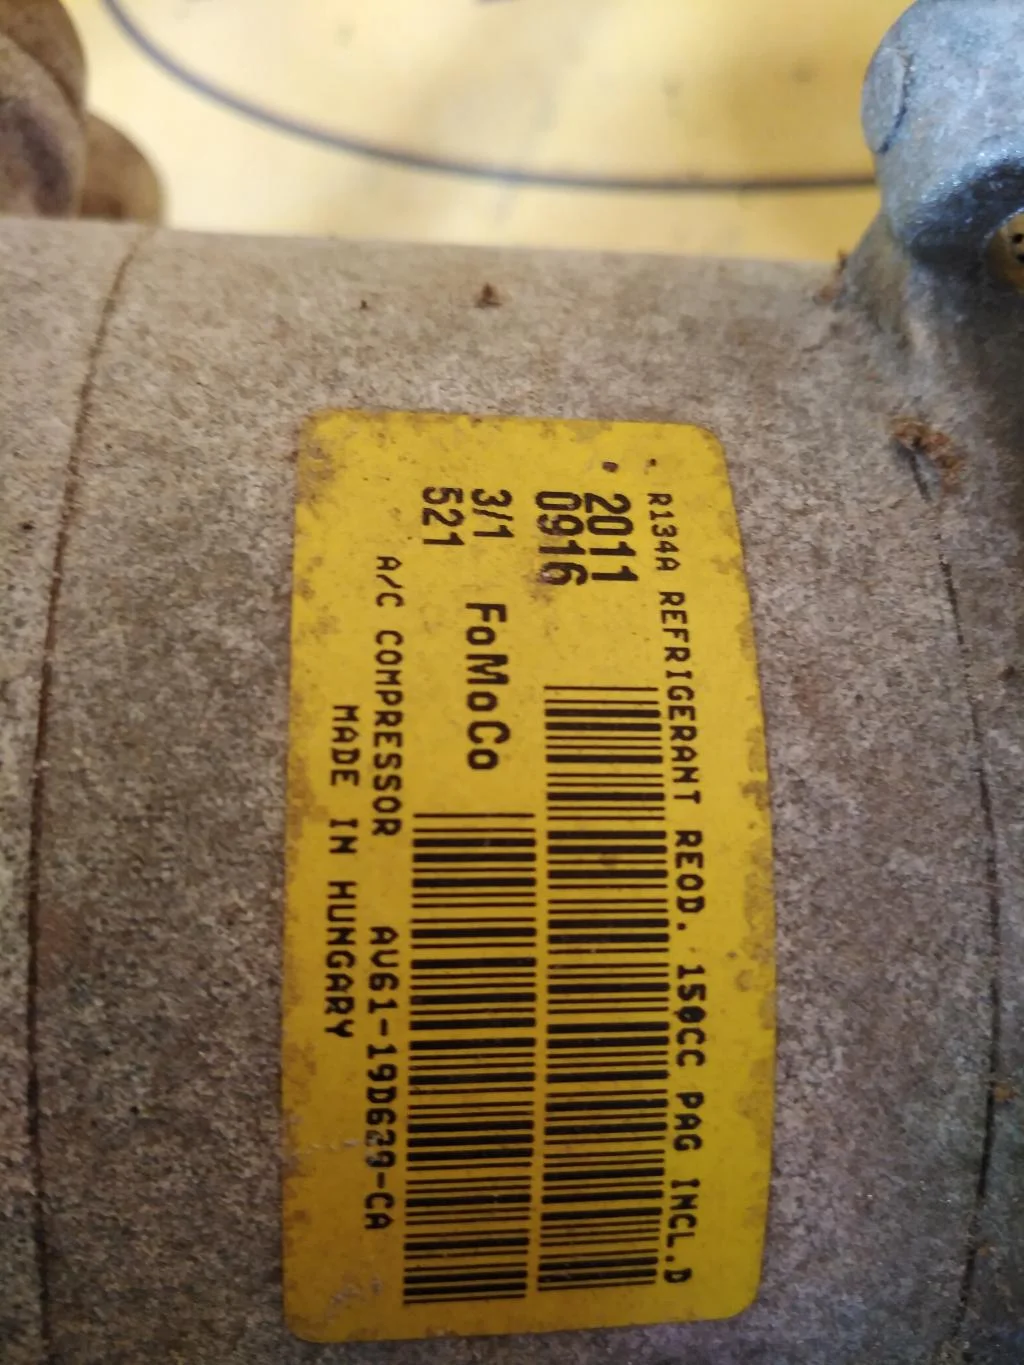 R134A REFRIGERANT REQD. 150CC PAG INCL.D
2011
0916
3/1 FoMoCo
521
A/C COMPRESSOR AV61-19D629-CA
MADE IN HUNGARY